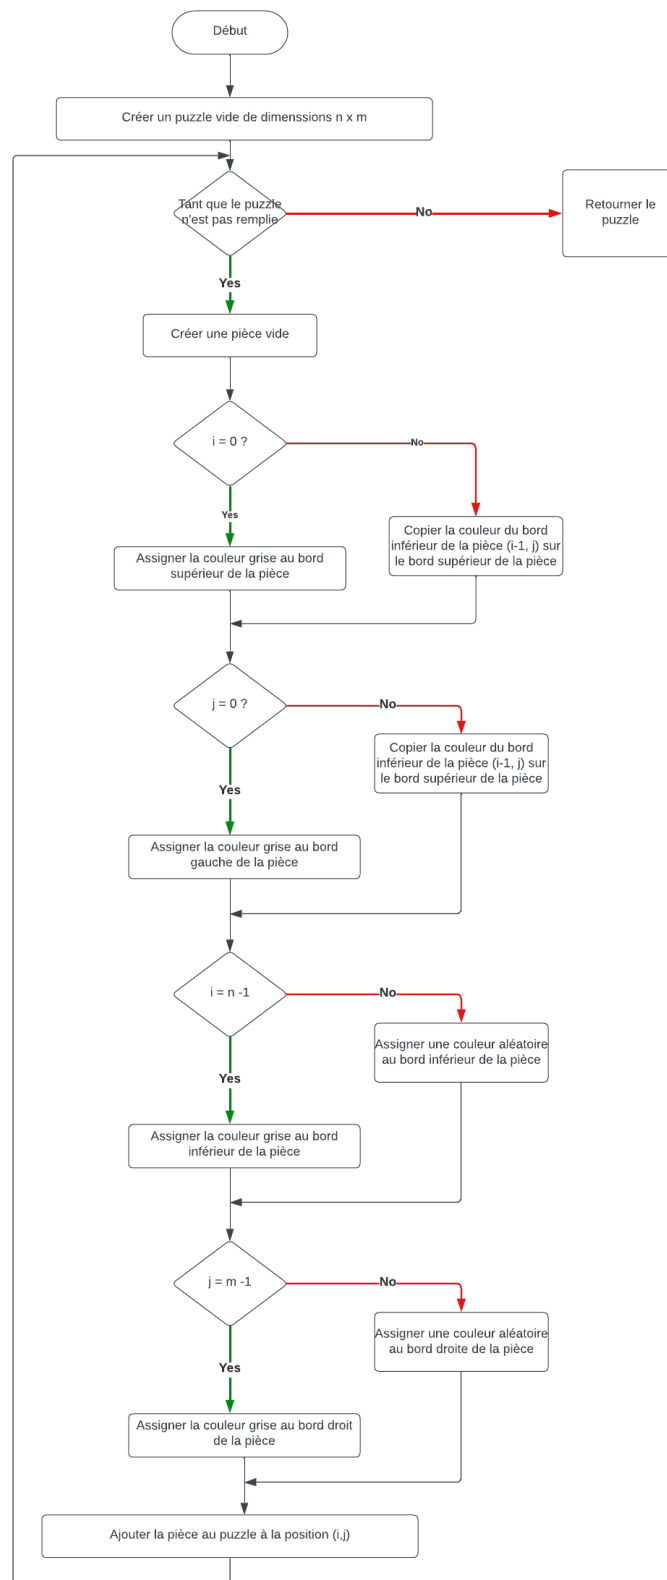 Début
Créer un puzzle vide de dimenssions n x m
Tant que le puzzle
n'est pas remplie
No
Retourner le
puzzle
Yes
Créer une pièce vide
i = 0 ?
No
Yes
Copier la couleur du bord
inférieur de la pièce (i-1, j) sur
le bord supérieur de la pièce
Assigner la couleur grise au bord
supérieur de la pièce
j = 0 ?
No
Copier la couleur du bord
inférieur de la pièce (i-1, j) sur
le bord supérieur de la pièce
Yes
Assigner la couleur grise au bord
gauche de la pièce
i = n -1
No
Assigner une couleur aléatoire
au bord inférieur de la pièce
Yes
Assigner la couleur grise au bord
inférieur de la pièce
j = m -1
No
Assigner une couleur aléatoire
au bord droite de la pièce
Yes
Assigner la couleur grise au bord droit
de la pièce
Ajouter la pièce au puzzle à la position (i,j)